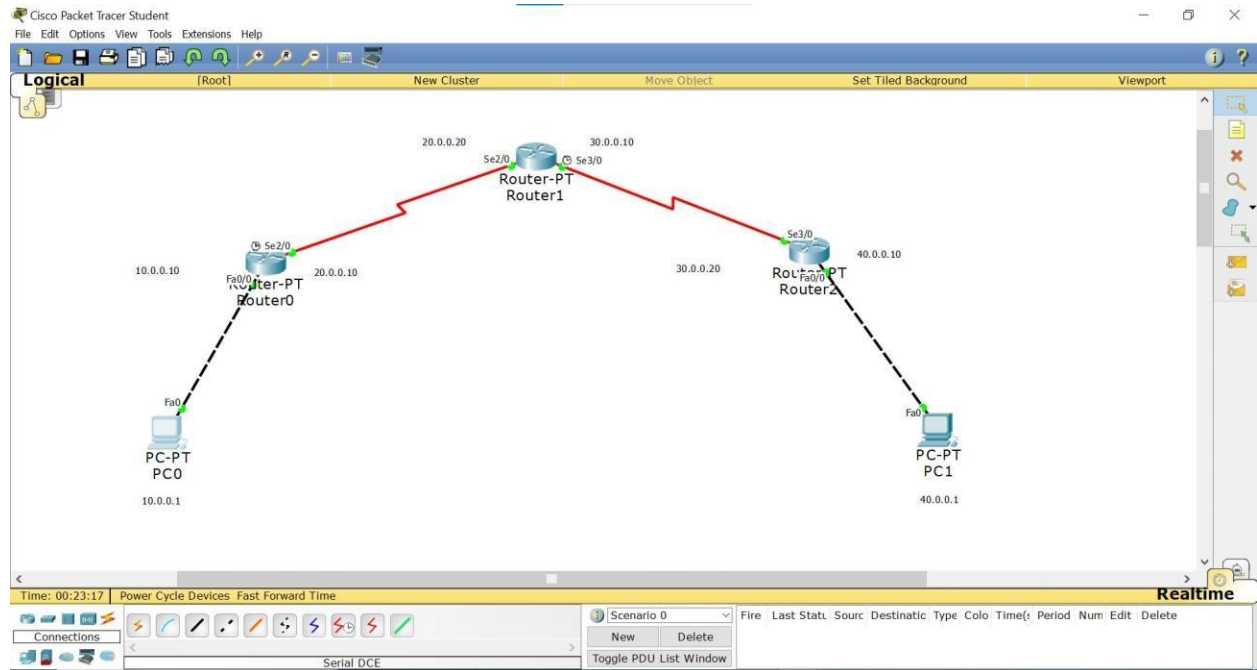 Cisco Packet Tracer Student
File Edit Options View Tools Extensions Help
Logical [Root] New Cluster Move Object Set Tiled Background Viewport
20.0.0.20 30.0.0.10
Se2/0 Se3/0
Router-PT
Router1
Se2/0 Se3/0
10.0.0.10 20.0.0.10 30.0.0.20 40.0.0.10
Fa0/0 Router-PT Router-PT Fa0/0
Router0 Router2
Fa0 Fa0
PC-PT PC-PT
PC0 PC1
10.0.0.1 40.0.0.1
Realtime
Time: 00:23:17 Power Cycle Devices Fast Forward Time
Scenario 0 Fire Last Statu Sourc Destinatic Type Colo Time(s Period Num Edit Delete
Connections New Delete
Serial DCE Toggle PDU List Window